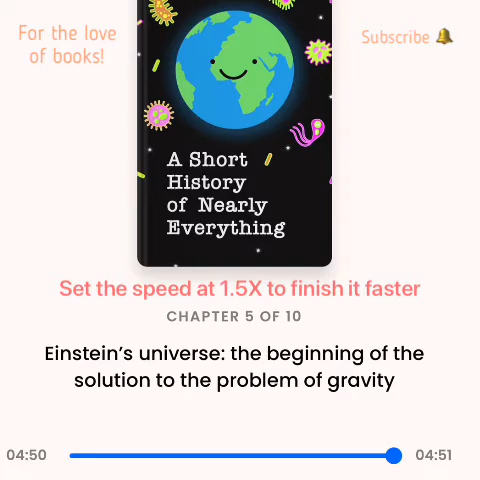 For the love
of books!
Subscribe
A Short
History
of Nearly
Everything
Set the speed at 1.5X to finish it faster
CHAPTER 5 OF 10
Einstein’s universe: the beginning of the
solution to the problem of gravity
04:50
04:51